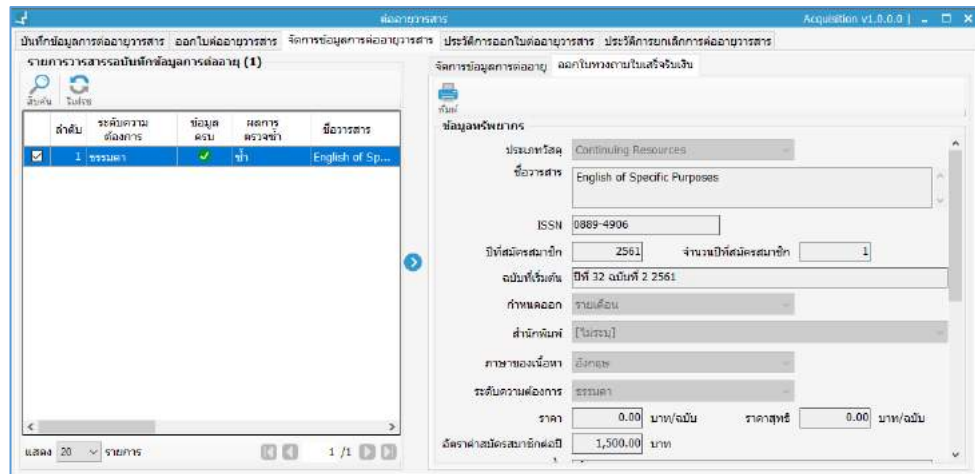 ต่ออายุวารสาร
Acquisition v1.0.0.0 |
บันทึกข้อมูลการต่ออายุวารสาร ออกใบต่ออายุวารสาร จัดการข้อมูลการต่ออายุวารสาร ประวัติการออกใบต่ออายุวารสาร ประวัติการยกเลิกการต่ออายุวารสาร
รายการวารสารรอบันทึกข้อมูลการต่ออายุ (1)
สืบค้น รีเฟรช
ลำดับ ระดับความต้องการ ข้อมูลครบ ผลการตรวจซ้ำ ชื่อวารสาร
1 ธรรมดา ซ้ำ English of Sp...
แสดง 20 รายการ 1 /1
จัดการข้อมูลการต่ออายุ ออกใบทวงถามใบเสร็จรับเงิน
พิมพ์
ข้อมูลทรัพยากร
ประเภทวัสดุ Continuing Resources
ชื่อวารสาร English of Specific Purposes
ISSN 0889-4906
ปีที่สมัครสมาชิก 2561 จำนวนปีที่สมัครสมาชิก 1
ฉบับที่เริ่มต้น ปีที่ 32 ฉบับที่ 2 2561
กำหนดออก รายเดือน
สำนักพิมพ์ [ไม่ระบุ]
ภาษาของเนื้อหา อังกฤษ
ระดับความต้องการ ธรรมดา
ราคา 0.00 บาท/ฉบับ ราคาสุทธิ 0.00 บาท/ฉบับ
อัตราค่าสมัครสมาชิกต่อปี 1,500.00 บาท